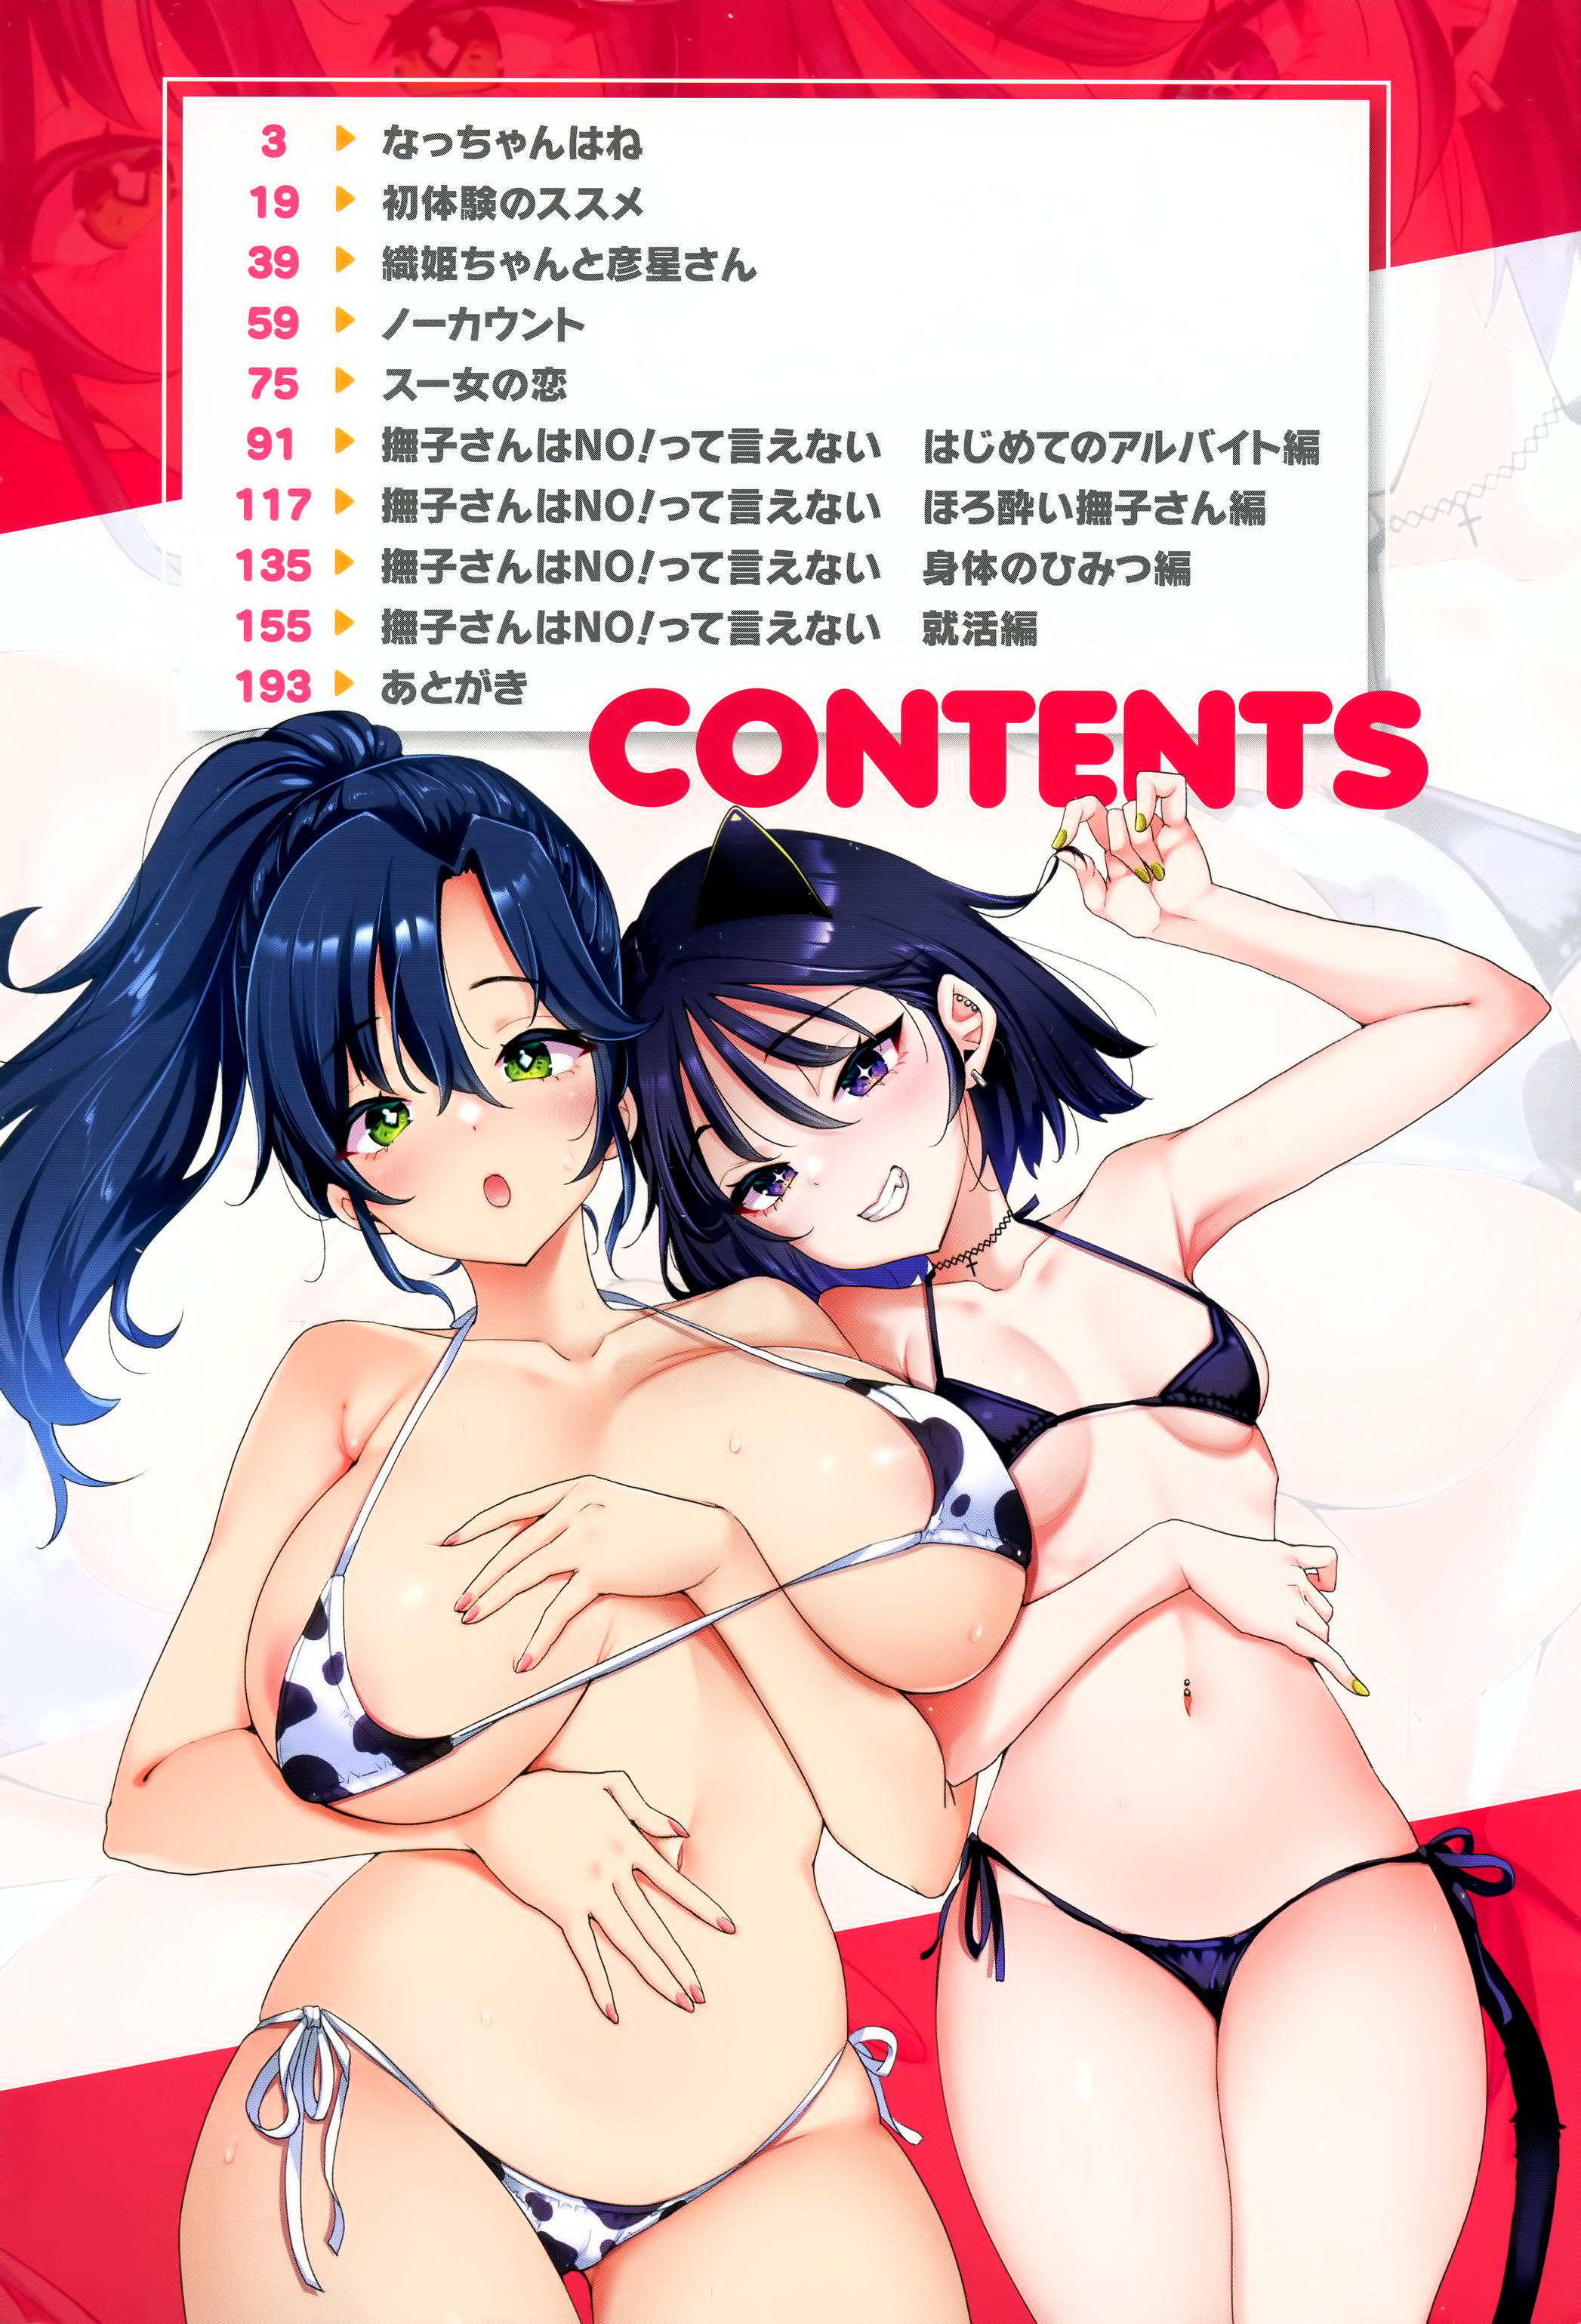 3 ▶ なっちゃんはね
19 ▶ 初体験のススメ
39 ▶ 織姫ちゃんと彦星さん
59 ▶ ノーカウント
75 ▶ スー女の恋
91 ▶ 撫子さんはNO!って言えない　はじめてのアルバイト編
117 ▶ 撫子さんはNO!って言えない　ほろ酔い撫子さん編
135 ▶ 撫子さんはNO!って言えない　身体のひみつ編
155 ▶ 撫子さんはNO!って言えない　就活編
193 ▶ あとがき
CONTENTS